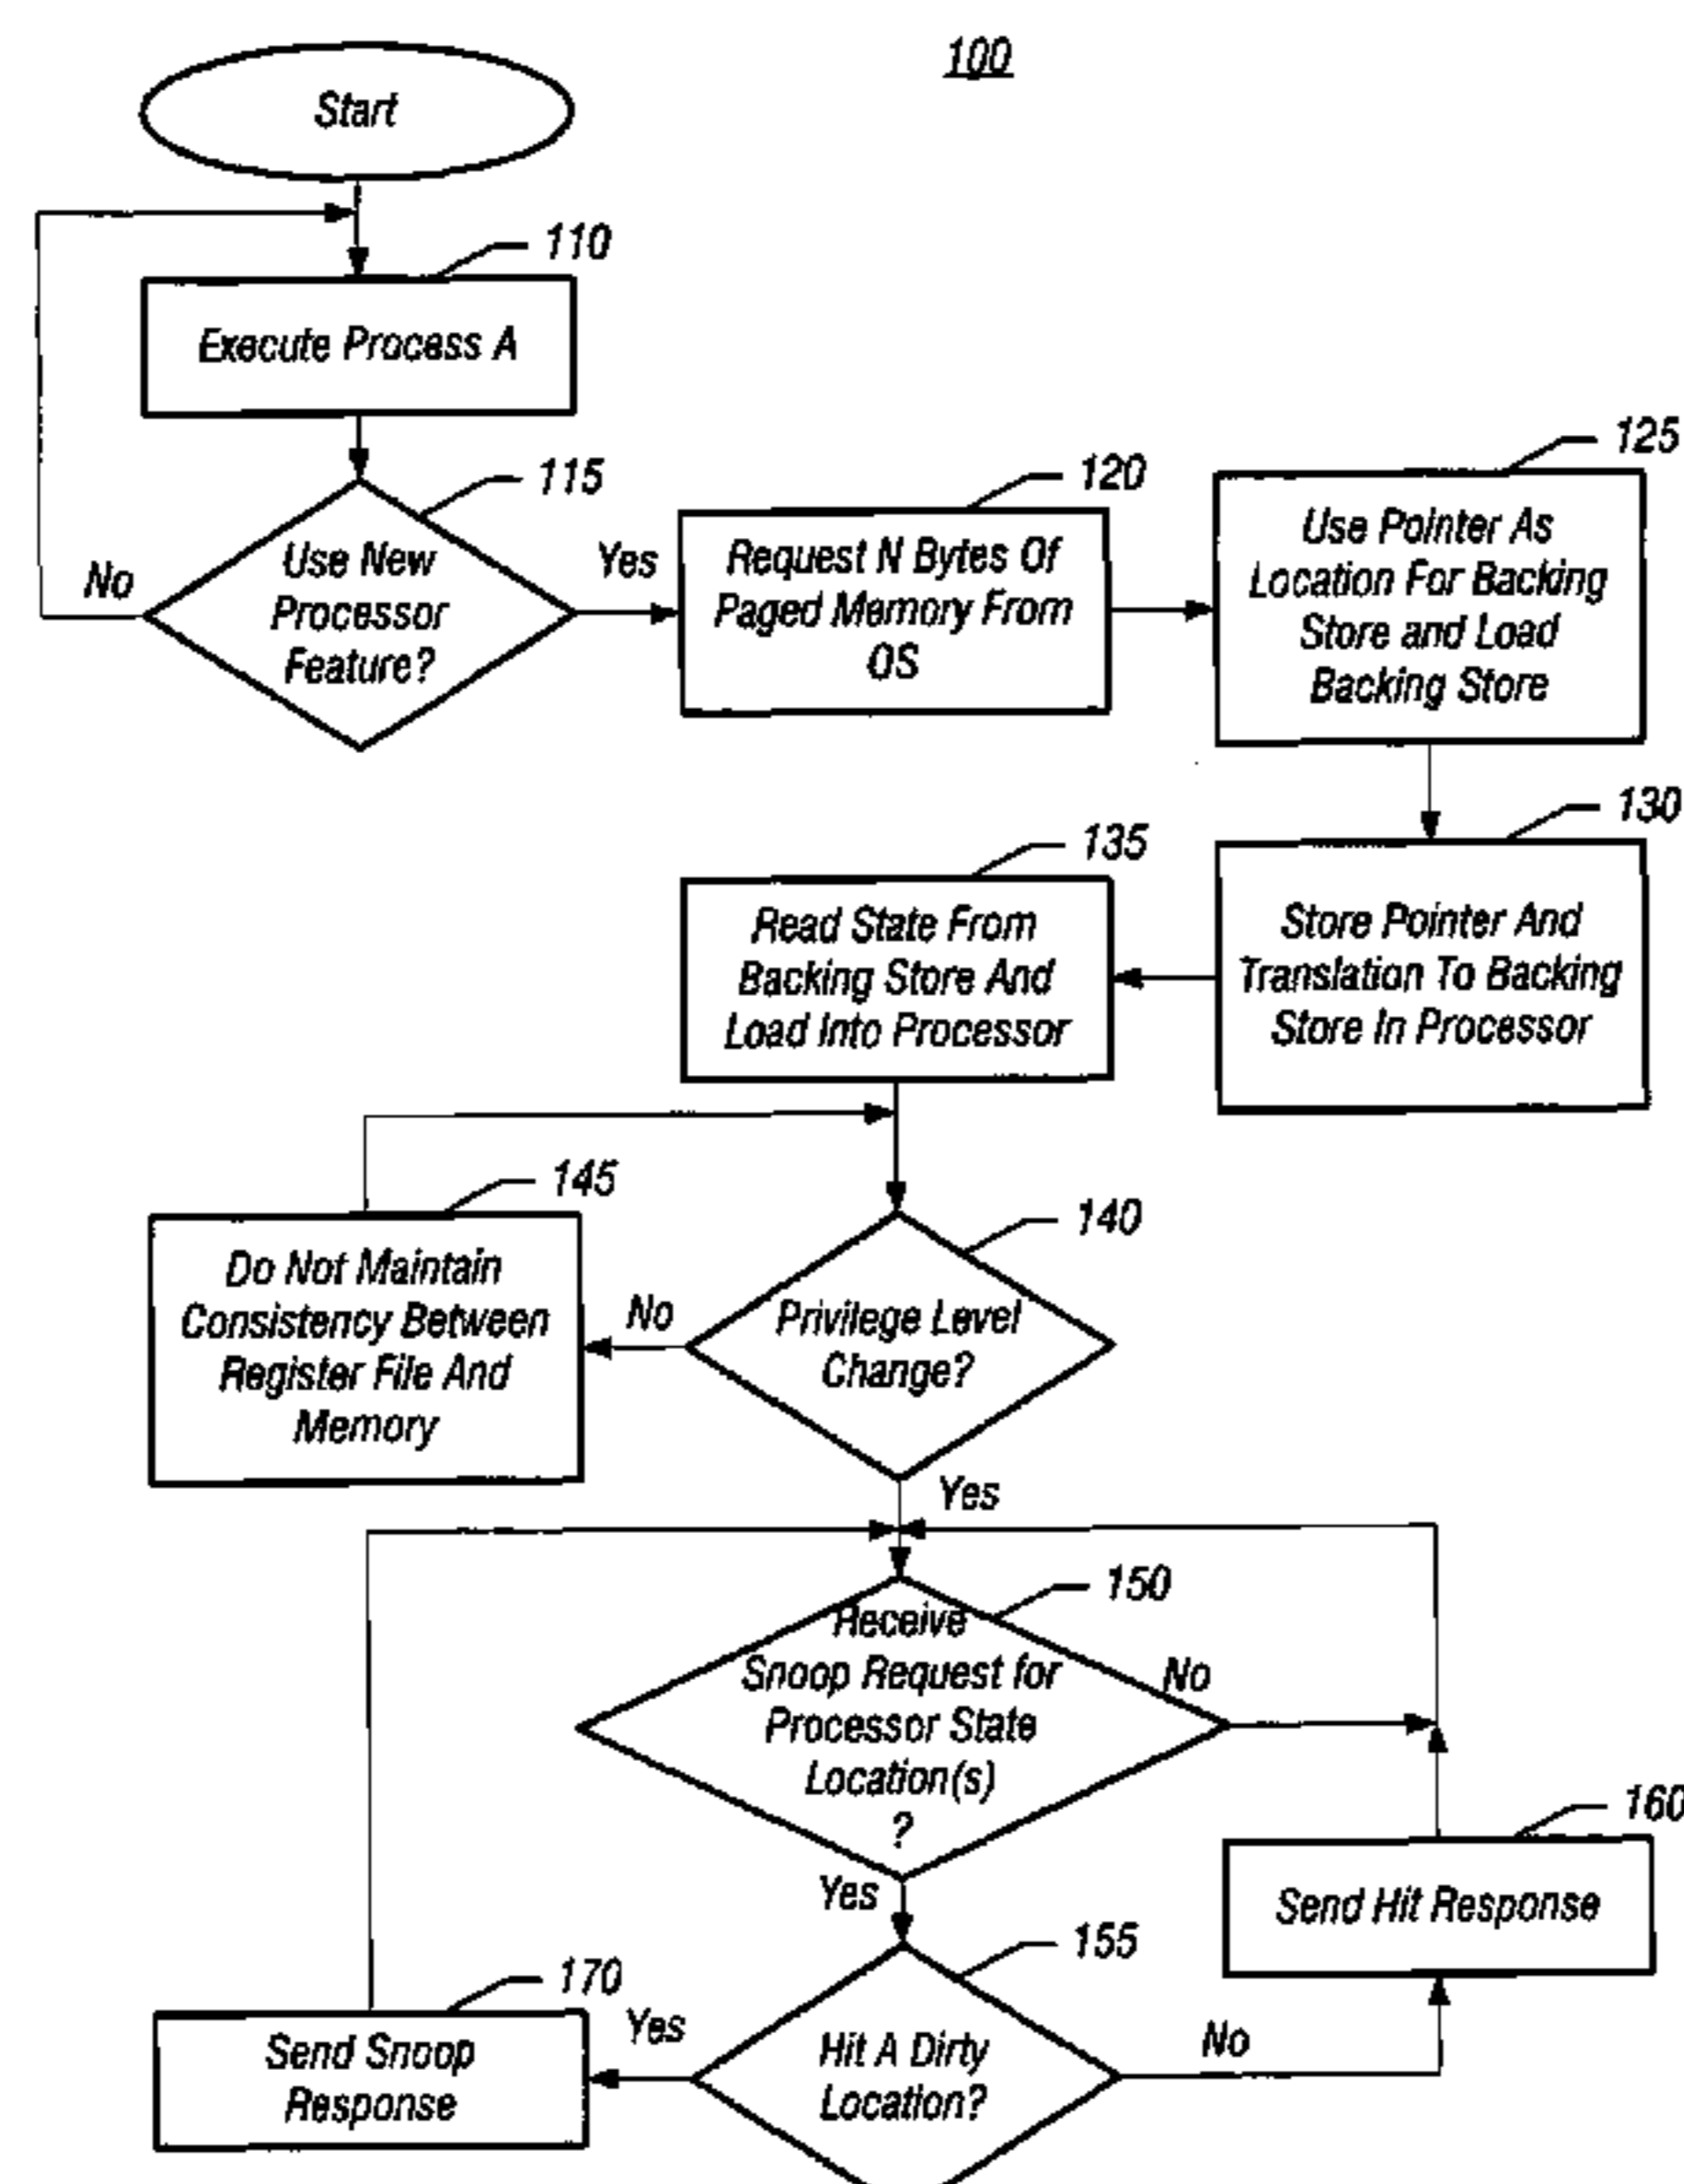 100
Start
110
Execute Process A
115
Use New
Processor
Feature?
No
Yes
120
Request N Bytes Of
Paged Memory From
OS
125
Use Pointer As
Location For Backing
Store and Load
Backing Store
130
Store Pointer And
Translation To Backing
Store In Processor
135
Read State From
Backing Store And
Load Into Processor
140
Privilege Level
Change?
No
145
Do Not Maintain
Consistency Between
Register File And
Memory
Yes
150
Receive
Snoop Request for
Processor State
Location(s)
?
No
Yes
155
Hit A Dirty
Location?
No
160
Send Hit Response
Yes
170
Send Snoop
Response